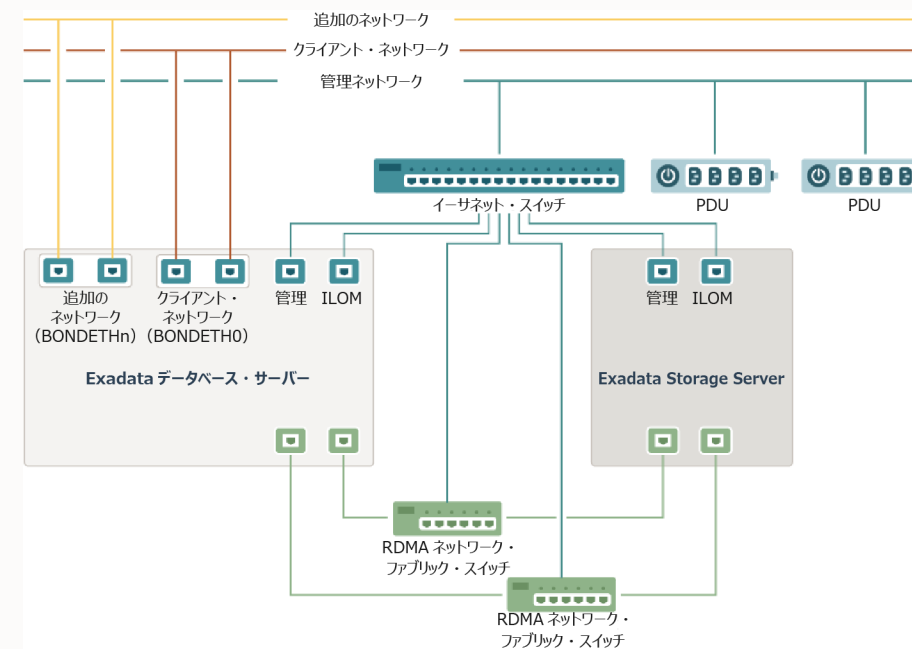 追加のネットワーク
クライアント・ネットワーク
管理ネットワーク
イーサネット・スイッチ
PDU
PDU
追加の
ネットワーク
(BONDETHn)
クライアント・
ネットワーク
(BONDETH0)
管理
ILOM
管理
ILOM
Exadata データベース・サーバー
Exadata Storage Server
RDMA ネットワーク・
ファブリック・スイッチ
RDMA ネットワーク・
ファブリック・スイッチ